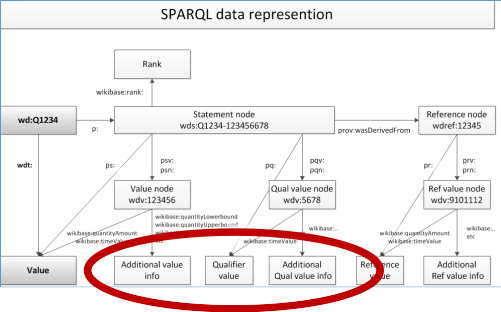 SPARQL data represention
Rank
wikibase:rank:
wd:Q1234
p:
Statement node
wds:Q1234-123456678
prov:wasDerivedFrom
Reference node
wdref:12345
wdt:
ps:
psv:
psn:
pq:
pqv:
pqn:
pr:
prv:
prn:
Value node
wdv:123456
Qual value node
wdv:5678
Ref value node
wdv:9101112
wikibase:quantityAmount
wikibase:timeValue
wikibase:quantityLowerbound
wikibase:quantityUpperbound
etc
wikibase:timeValue
wikibase:..
wikibase:quantityAmount
wikibase:timeValue
wikibase:..
etc
Value
Additional value
info
Qualifier
value
Additional
Qual value info
Reference
value
Additional
Ref value info